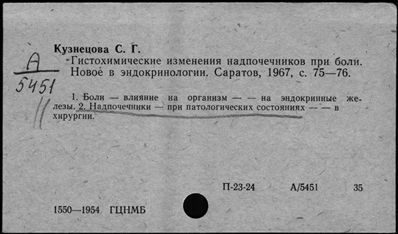 Кузнецова С. Г.
Гистохимические изменения надпочечников при боли.
Новое в эндокринологии. Саратов, 1967, с. 75—76.
А
5451
1. Боли — влияние на организм — — на эндокринные же-
лезы. 2. Надпочечники — при патологических состояниях — — в
хирургии.
П-23-24 А/5451 35
1550—1954 ГЦНМБ